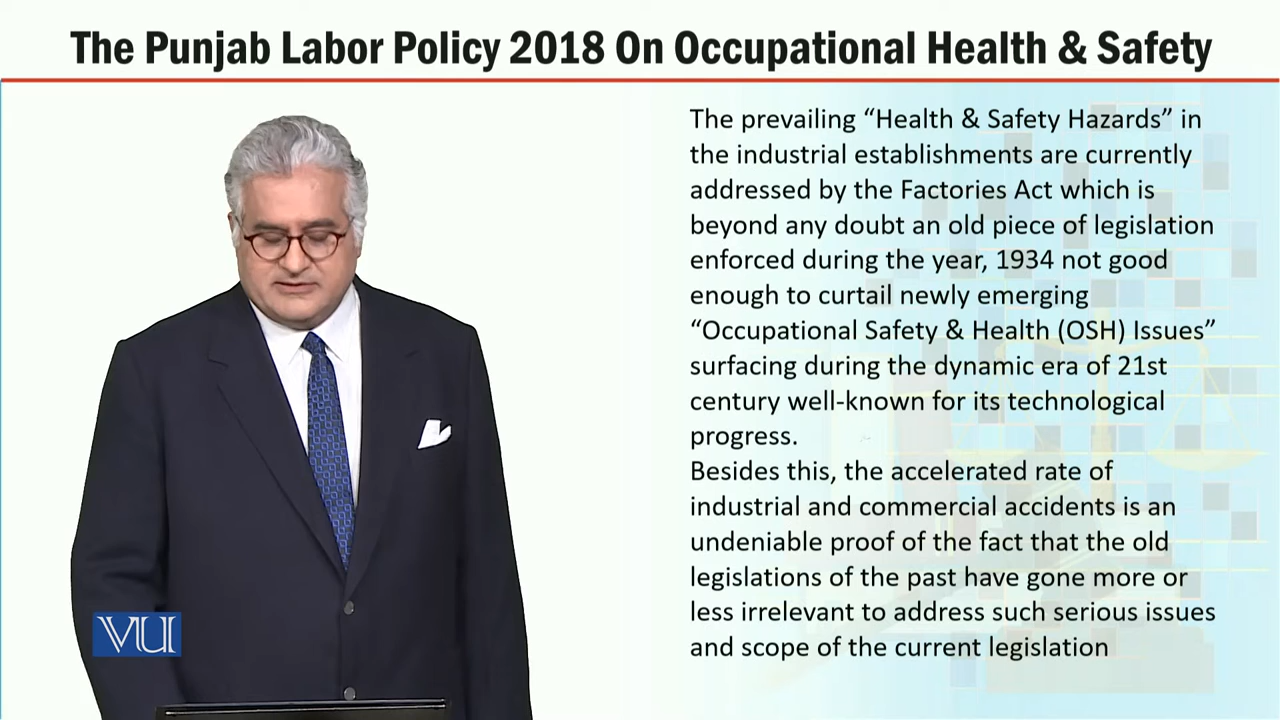 The Punjab Labor Policy 2018 On Occupational Health & Safety
The prevailing “Health & Safety Hazards” in
the industrial establishments are currently
addressed by the Factories Act which is
beyond any doubt an old piece of legislation
enforced during the year, 1934 not good
enough to curtail newly emerging
“Occupational Safety & Health (OSH) Issues”
surfacing during the dynamic era of 21st
century well-known for its technological
progress.
Besides this, the accelerated rate of
industrial and commercial accidents is an
undeniable proof of the fact that the old
legislations of the past have gone more or
less irrelevant to address such serious issues
and scope of the current legislation
VU